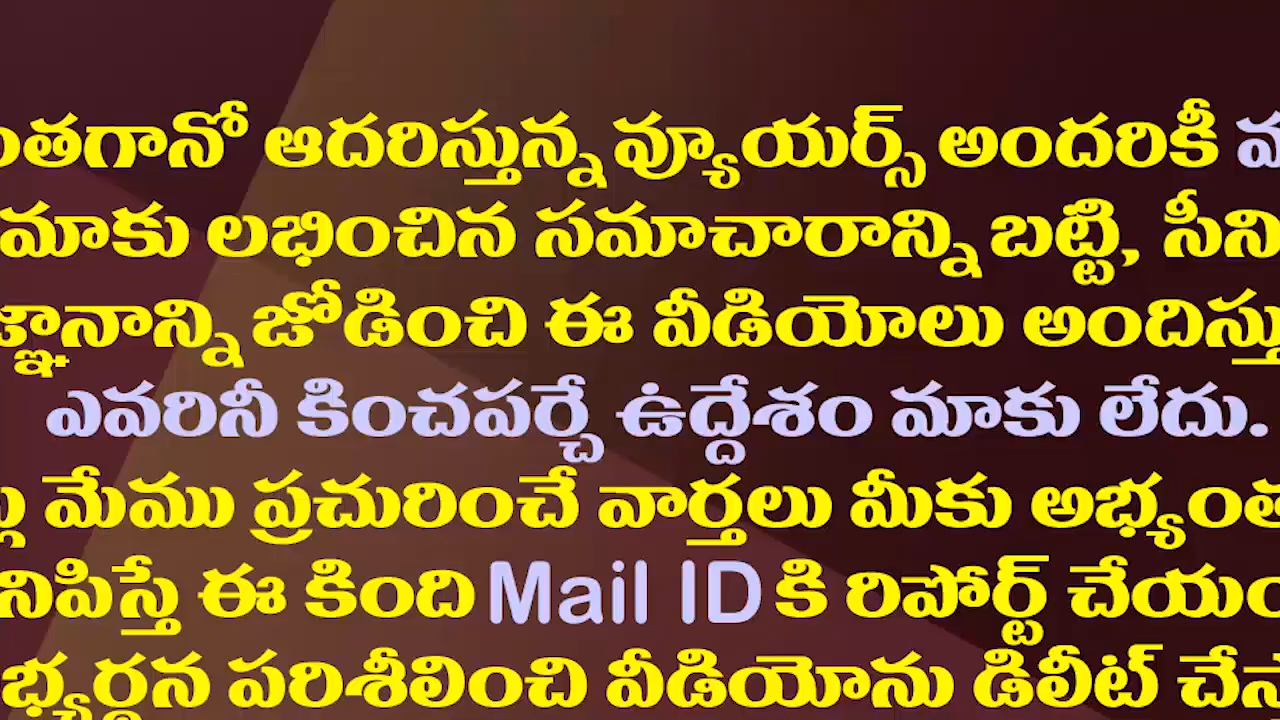 ంతగానో ఆదరిస్తున్న వ్యూయర్స్ అందరికీ
మాకు లభించిన సమాచారాన్ని బట్టి, సీని
జ్ఞానాన్ని జోడించి ఈ వీడియోలు అందిస్తు
ఎవరినీ కించపర్చే ఉద్దేశం మాకు లేదు.
మేము ప్రచురించే వార్తలు మీకు అభ్యంత
నిపిస్తే ఈ కింది Mail ID కి రిపోర్ట్ చేయం
భ్యర్థన పరిశీలించి వీడియోను డిలీట్ చేస